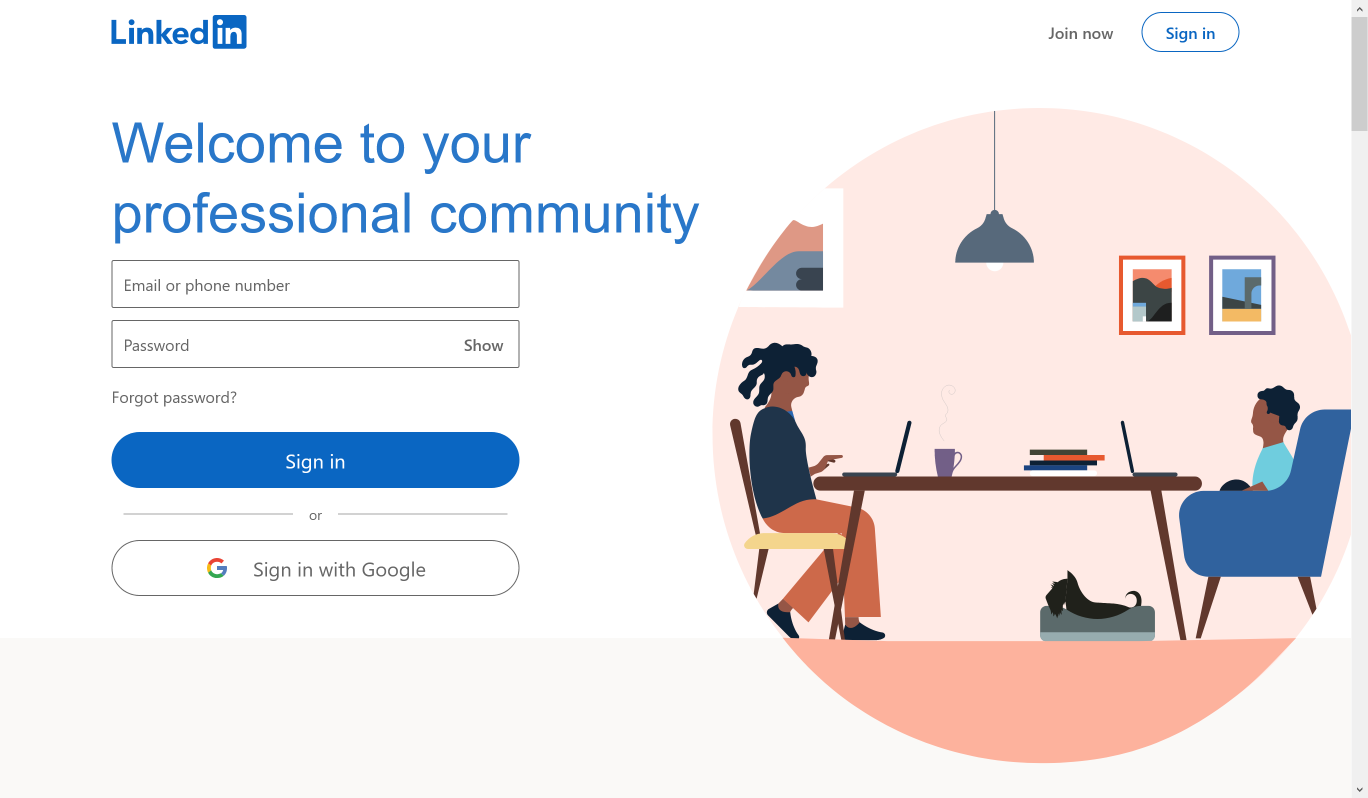 LinkedIn
Join now
Sign in
Welcome to your
professional community
Email or phone number
Password
Show
Forgot password?
Sign in
or
Sign in with Google